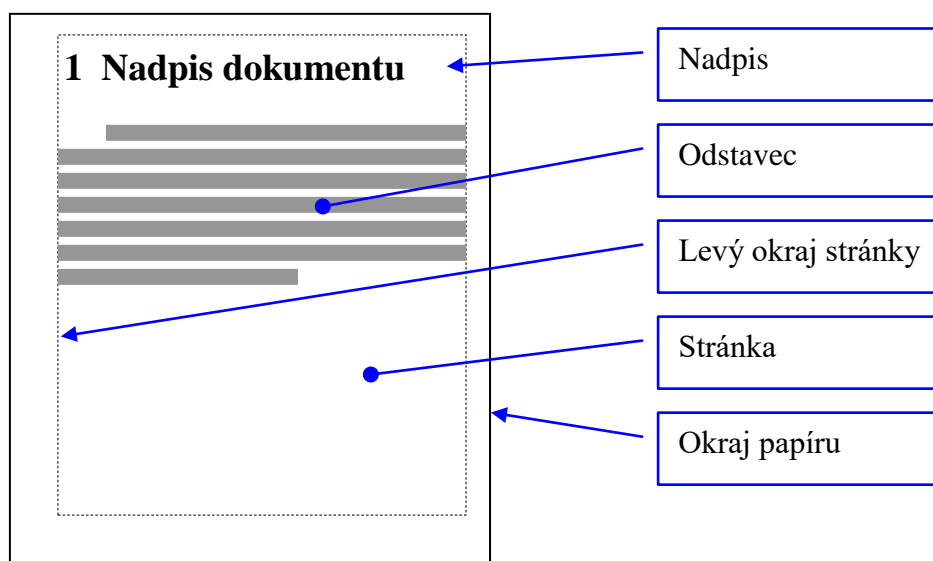 1 Nadpis dokumentu
Nadpis
Odstavec
Levý okraj stránky
Stránka
Okraj papíru